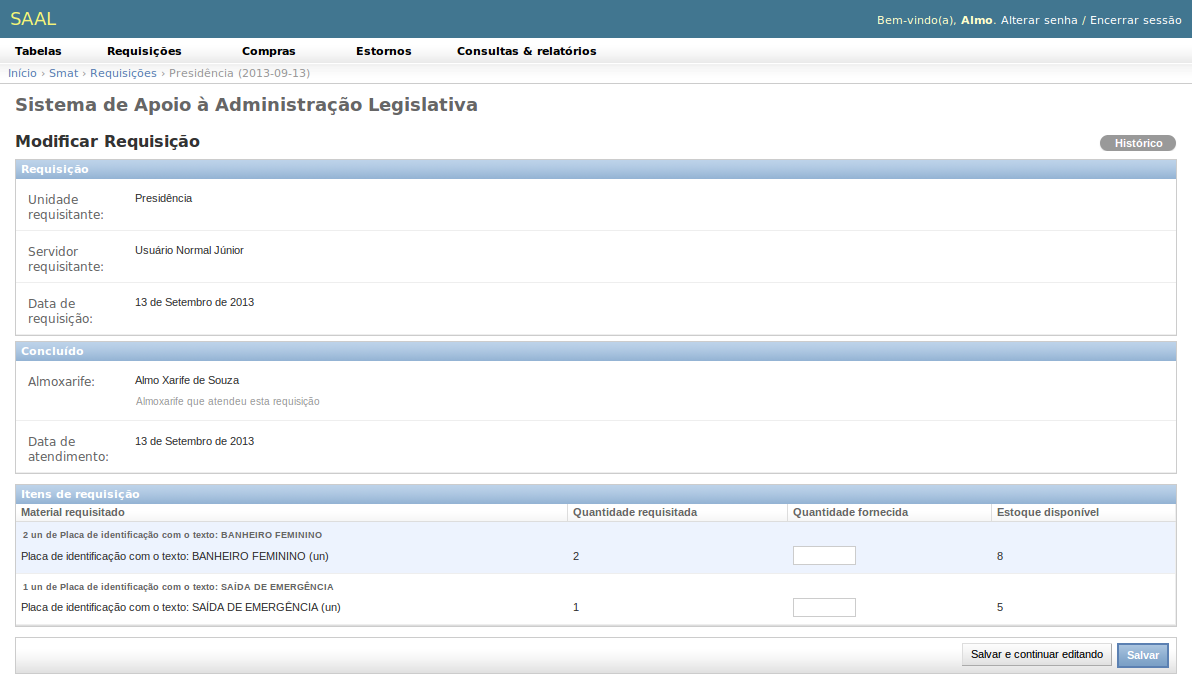 SAAL
Bem-vindo(a), Almo. Alterar senha / Encerrar sessão
Tabelas Requisições Compras Estornos Consultas & relatórios
Início › Smat › Requisições › Presidência (2013-09-13)
Sistema de Apoio à Administração Legislativa
Modificar Requisição
Histórico
Requisição
Unidade
requisitante:
Presidência
Servidor
requisitante:
Usuário Normal Júnior
Data de
requisição:
13 de Setembro de 2013
Concluído
Almoxarife:
Almo Xarife de Souza
Almoxarife que atendeu esta requisição
Data de
atendimento:
13 de Setembro de 2013
Itens de requisição
Material requisitado Quantidade requisitada Quantidade fornecida Estoque disponível
2 un de Placa de identificação com o texto: BANHEIRO FEMININO
Placa de identificação com o texto: BANHEIRO FEMININO (un) 2 8
1 un de Placa de identificação com o texto: SAÍDA DE EMERGÊNCIA
Placa de identificação com o texto: SAÍDA DE EMERGÊNCIA (un) 1 5
Salvar e continuar editando Salvar